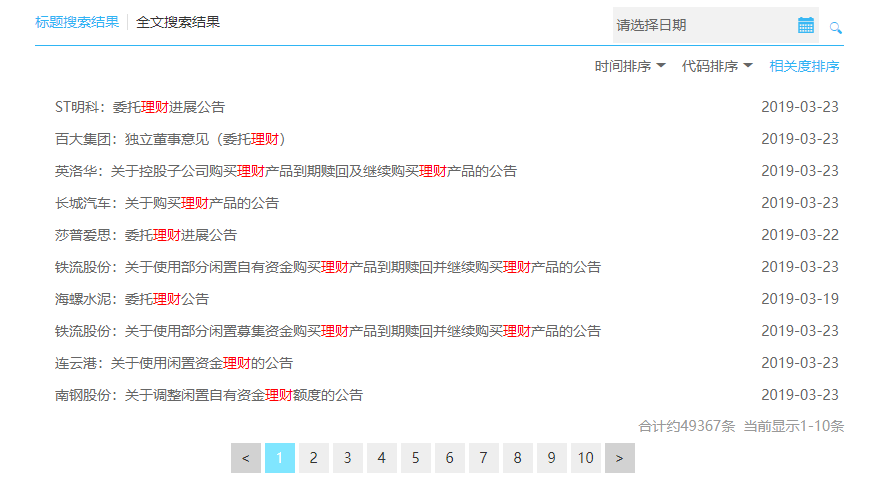 标题搜索结果 全文搜索结果 请选择日期
时间排序 代码排序 相关度排序
ST明科：委托理财进展公告 2019-03-23
百大集团：独立董事意见（委托理财） 2019-03-23
英洛华：关于控股子公司购买理财产品到期赎回及继续购买理财产品的公告 2019-03-23
长城汽车：关于购买理财产品的公告 2019-03-23
莎普爱思：委托理财进展公告 2019-03-22
铁流股份：关于使用部分闲置自有资金购买理财产品到期赎回并继续购买理财产品的公告 2019-03-23
海螺水泥：委托理财公告 2019-03-19
铁流股份：关于使用部分闲置募集资金购买理财产品到期赎回并继续购买理财产品的公告 2019-03-23
连云港：关于使用闲置资金理财的公告 2019-03-23
南钢股份：关于调整闲置自有资金理财额度的公告 2019-03-23
合计约49367条 当前显示1-10条
< 1 2 3 4 5 6 7 8 9 10 >